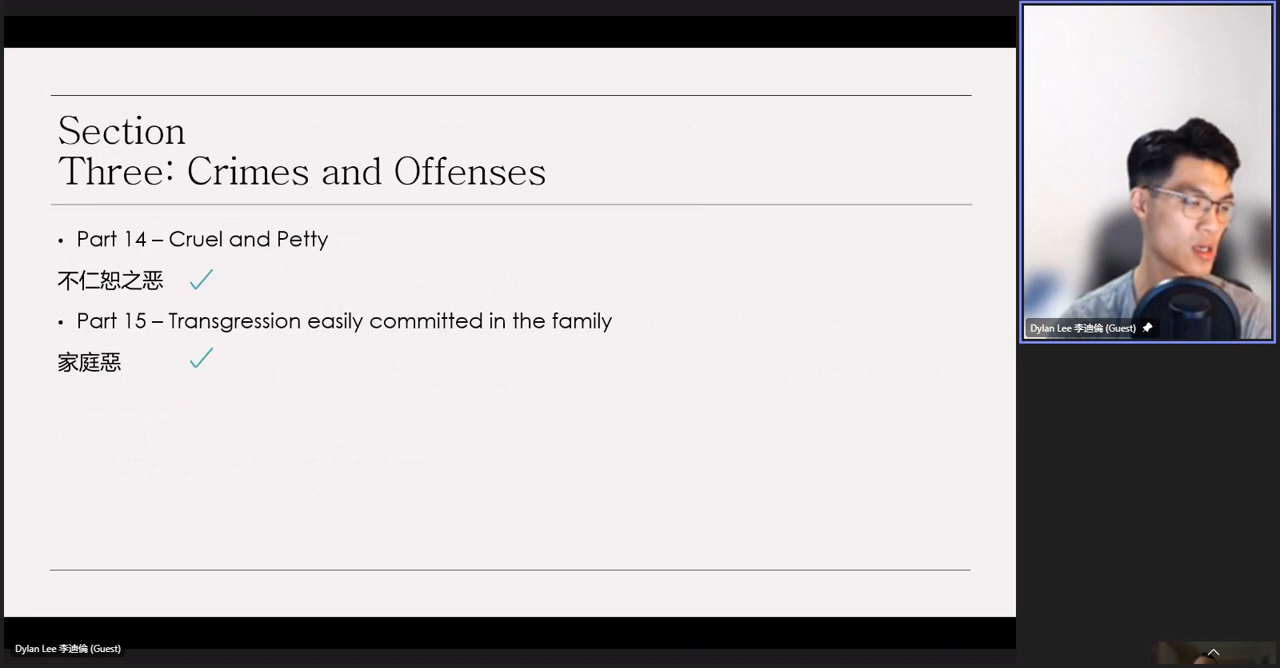 Section
Three: Crimes and Offenses
• Part 14 – Cruel and Petty
不仁恕之恶
• Part 15 – Transgression easily committed in the family
家庭惡
Dylan Lee 李迪倫 (Guest)
Dylan Lee 李迪倫 (Guest)